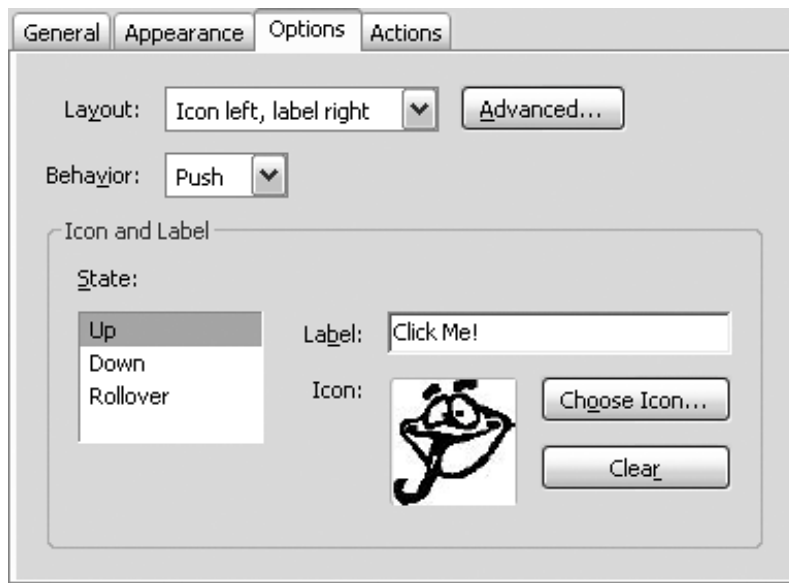 General Appearance Options Actions
Layout: Icon left, label right Advanced...
Behavior: Push
Icon and Label
State:
Up
Down
Rollover
Label: Click Me!
Icon: Choose Icon...
Clear